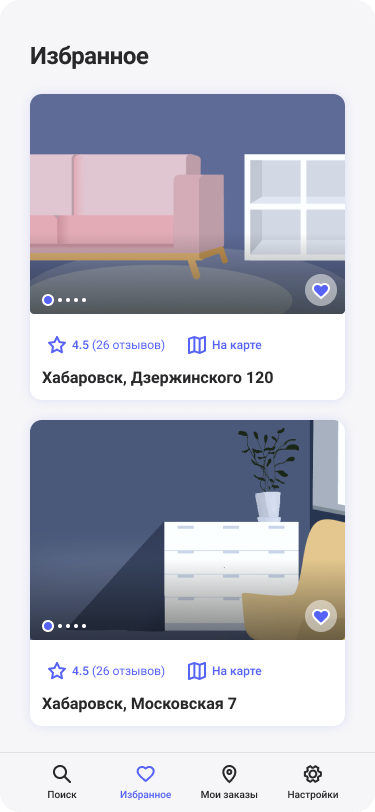 Избранное
4.5 (26 отзывов) На карте
Хабаровск, Дзержинского 120
4.5 (26 отзывов) На карте
Хабаровск, Московская 7
Поиск Избранное Мои заказы Настройки